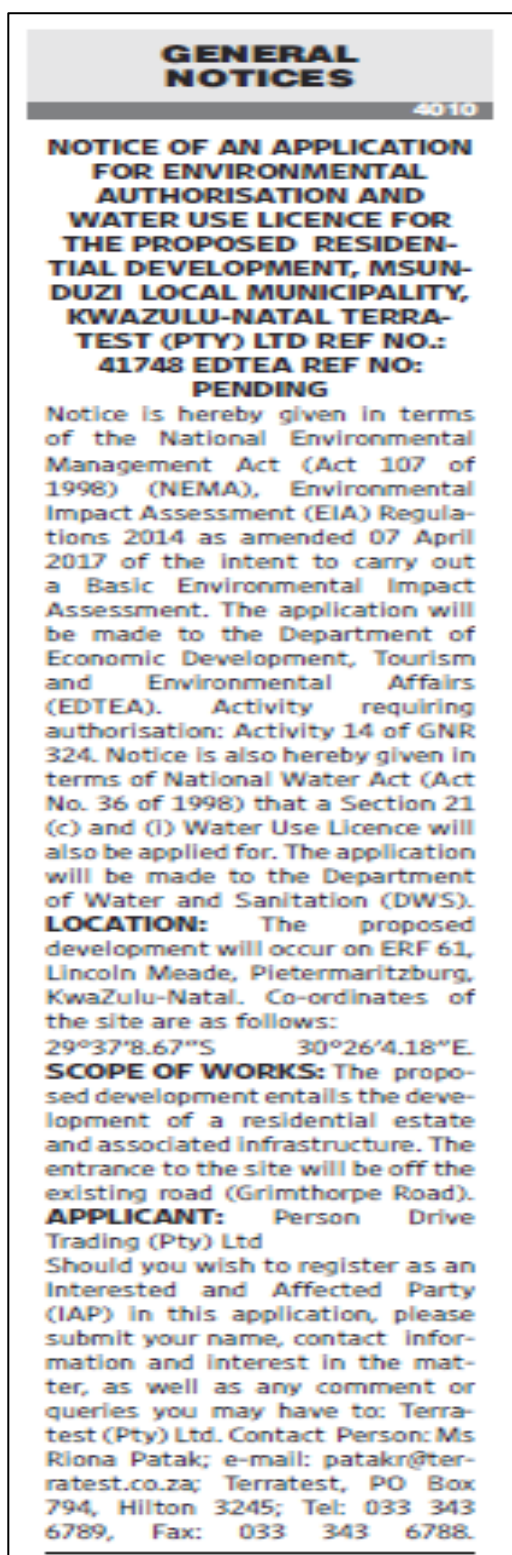 GENERAL
NOTICES
4010
NOTICE OF AN APPLICATION
FOR ENVIRONMENTAL
AUTHORISATION AND
WATER USE LICENCE FOR
THE PROPOSED RESIDEN-
TIAL DEVELOPMENT, MSUN-
DUZI LOCAL MUNICIPALITY,
KWAZULU-NATAL TERRA-
TEST (PTY) LTD REF NO.:
41748 EDTEA REF NO:
PENDING
Notice is hereby given in terms
of the National Environmental
Management Act (Act 107 of
1998) (NEMA), Environmental
Impact Assessment (EIA) Regula-
tions 2014 as amended 07 April
2017 of the intent to carry out
a Basic Environmental Impact
Assessment. The application will
be made to the Department of
Economic Development, Tourism
and Environmental Affairs
(EDTEA). Activity requiring
authorisation: Activity 14 of GNR
324. Notice is also hereby given in
terms of National Water Act (Act
No. 36 of 1998) that a Section 21
(c) and (i) Water Use Licence will
also be applied for. The application
will be made to the Department
of Water and Sanitation (DWS).
LOCATION: The proposed
development will occur on ERF 61,
Lincoln Meade, Pietermaritzburg,
KwaZulu-Natal. Co-ordinates of
the site are as follows:
29°37'8.67"S 30°26'4.18"E.
SCOPE OF WORKS: The propo-
sed development entails the deve-
lopment of a residential estate
and associated infrastructure. The
entrance to the site will be off the
existing road (Grimthorpe Road).
APPLICANT: Person Drive
Trading (Pty) Ltd
Should you wish to register as an
Interested and Affected Party
(IAP) in this application, please
submit your name, contact infor-
mation and interest in the mat-
ter, as well as any comment or
queries you may have to: Terra-
test (Pty) Ltd. Contact Person: Ms
Riona Patak; e-mail: patakr@ter-
ratest.co.za; Terratest, PO Box
794, Hilton 3245; Tel: 033 343
6789, Fax: 033 343 6788.